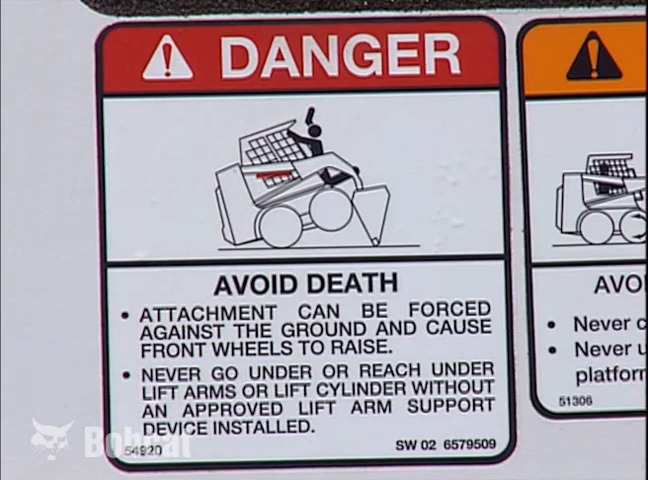 DANGER
AVOID DEATH
• ATTACHMENT CAN BE FORCED
AGAINST THE GROUND AND CAUSE
FRONT WHEELS TO RAISE.
• NEVER GO UNDER OR REACH UNDER
LIFT ARMS OR LIFT CYLINDER WITHOUT
AN APPROVED LIFT ARM SUPPORT
DEVICE INSTALLED.
54920
SW 02 6579509
Bobcat
• Never
• Never
51306